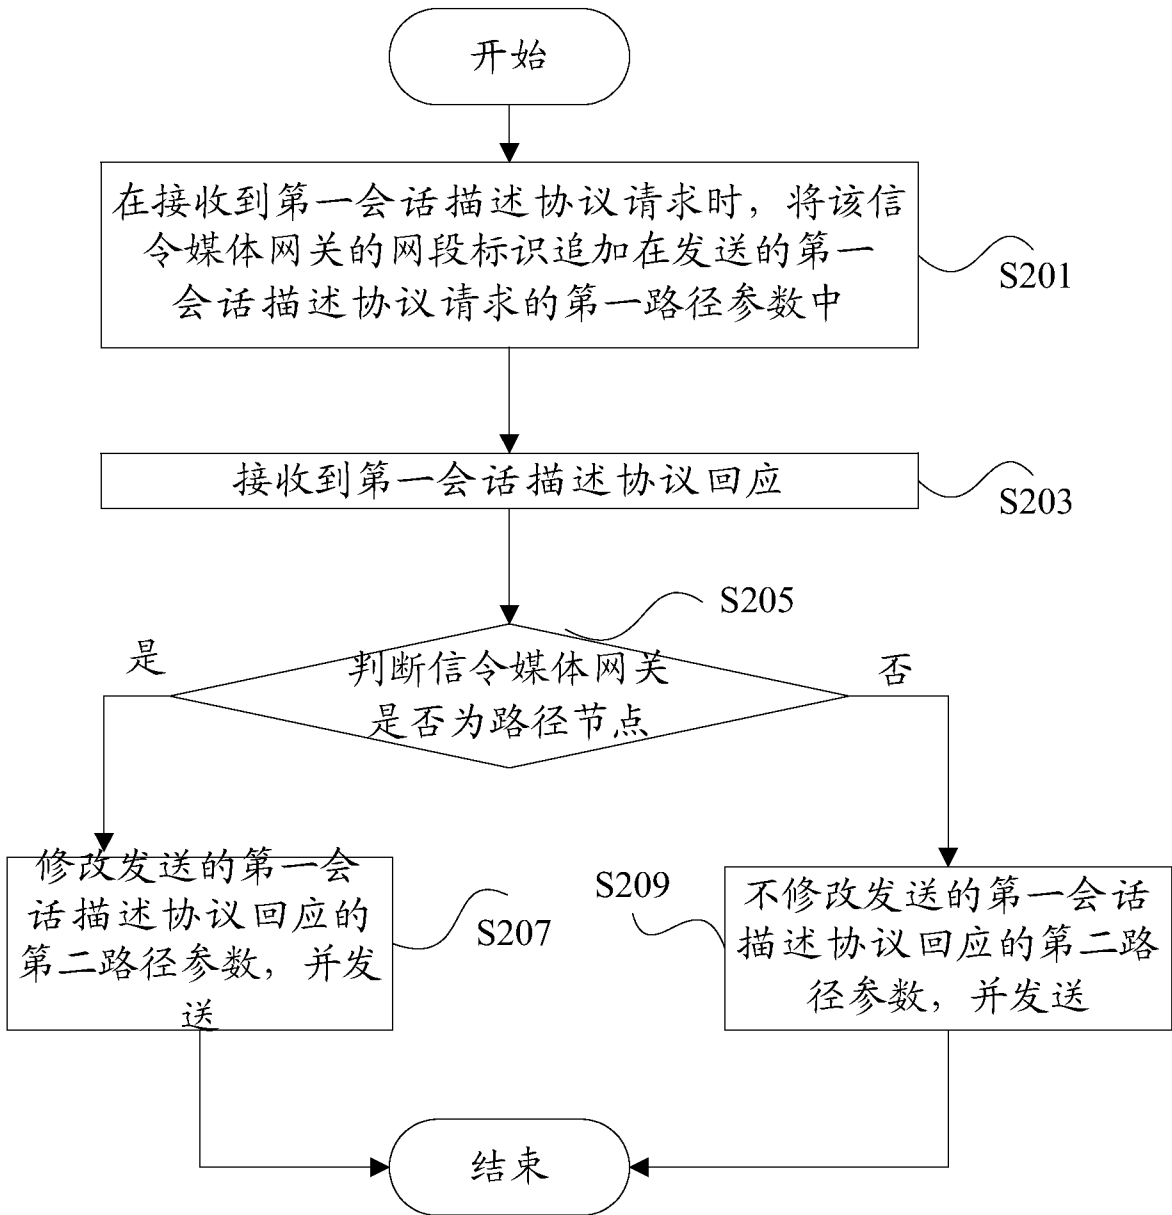 开始
在接收到第一会话描述协议请求时，将该信
令媒体网关的网段标识追加在发送的第一
会话描述协议请求的第一路径参数中
S201
接收到第一会话描述协议回应
S203
S205
是
判断信令媒体网关
是否为路径节点
否
修改发送的第一会
话描述协议回应的
第二路径参数，并发
送
S207
S209
不修改发送的第一会话
描述协议回应的第二路
径参数，并发送
结束